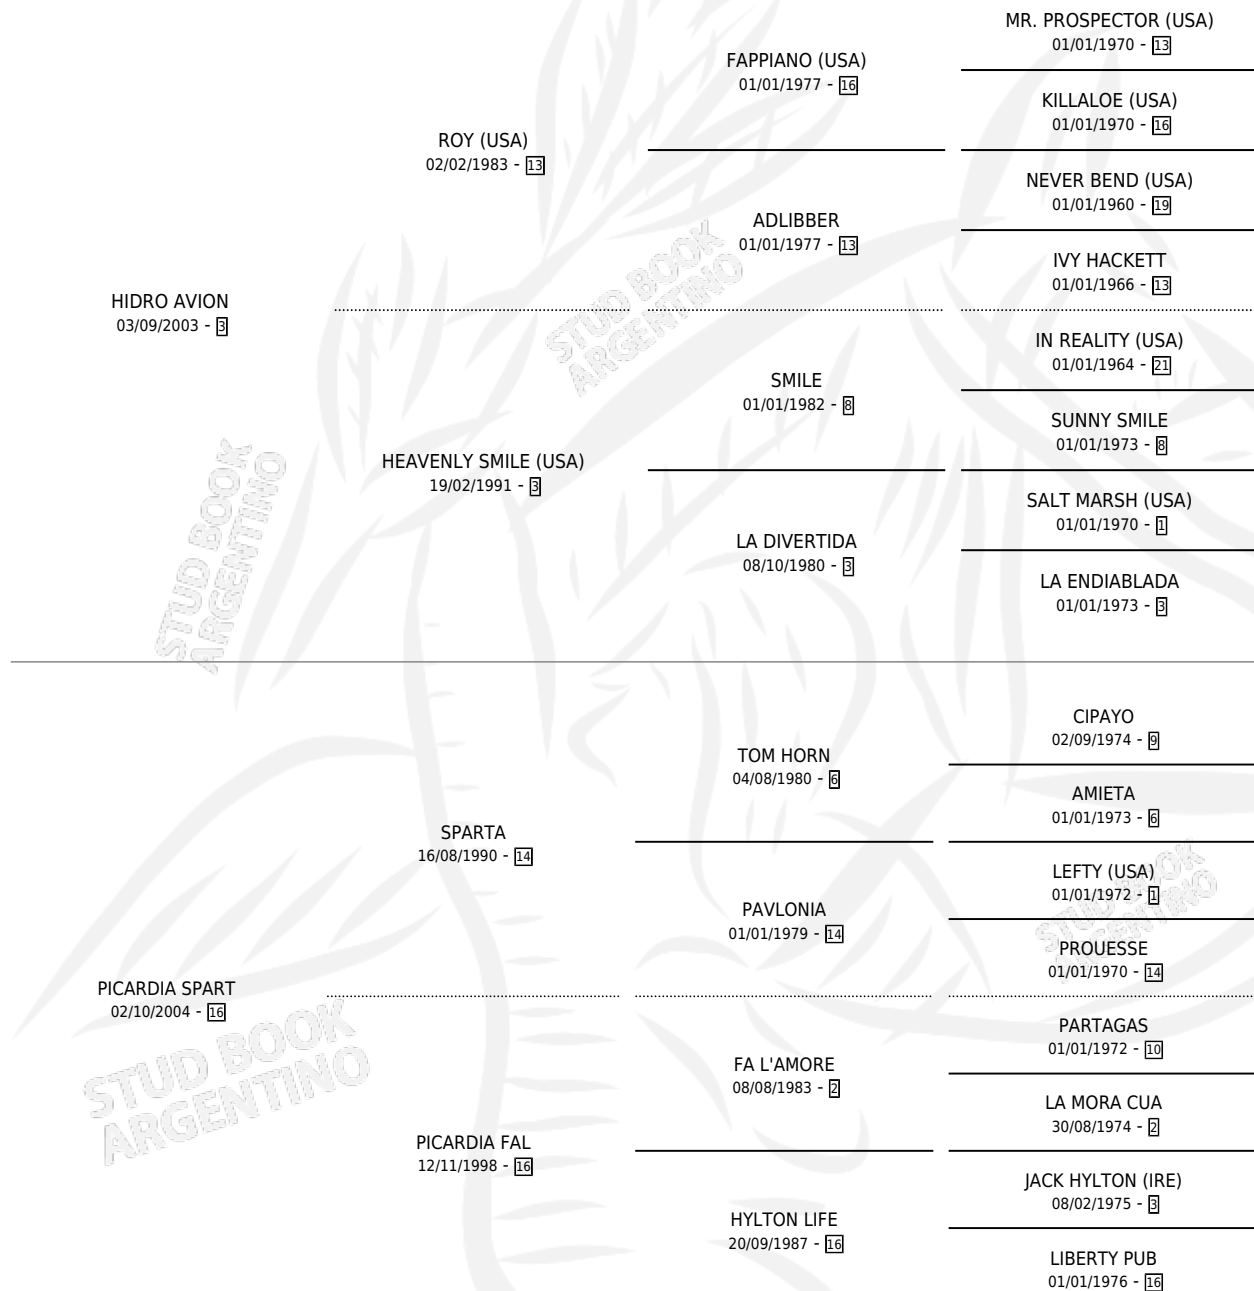 MR. PROSPECTOR (USA)
01/01/1970 - 13
FAPPIANO (USA)
01/01/1977 - 16
KILLALOE (USA)
01/01/1970 - 16
ROY (USA)
02/02/1983 - 13
NEVER BEND (USA)
01/01/1960 - 19
ADLIBBER
01/01/1977 - 13
IVY HACKETT
01/01/1966 - 13
HIDRO AVION
03/09/2003 - 3
IN REALITY (USA)
01/01/1964 - 21
SMILE
01/01/1982 - 8
SUNNY SMILE
01/01/1973 - 8
HEAVENLY SMILE (USA)
19/02/1991 - 3
SALT MARSH (USA)
01/01/1970 - 1
LA DIVERTIDA
08/10/1980 - 3
LA ENDIABLADA
01/01/1973 - 3
CIPAYO
02/09/1974 - 9
TOM HORN
04/08/1980 - 6
AMIETA
01/01/1973 - 6
SPARTA
16/08/1990 - 14
LEFTY (USA)
01/01/1972 - 1
PAVLONIA
01/01/1979 - 14
PROUESSE
01/01/1970 - 14
PICARDIA SPART
02/10/2004 - 16
PARTAGAS
01/01/1972 - 10
FA L'AMORE
08/08/1983 - 2
LA MORA CUA
30/08/1974 - 2
PICARDIA FAL
12/11/1998 - 16
JACK HYLTON (IRE)
08/02/1975 - 3
HYLTON LIFE
20/09/1987 - 16
LIBERTY PUB
01/01/1976 - 16
STUD BOOK
ARGENTINO
STUD BOOK
ARGENTINO
STUD BOOK
ARGENTINO
STUD BOOK
ARGENTINO